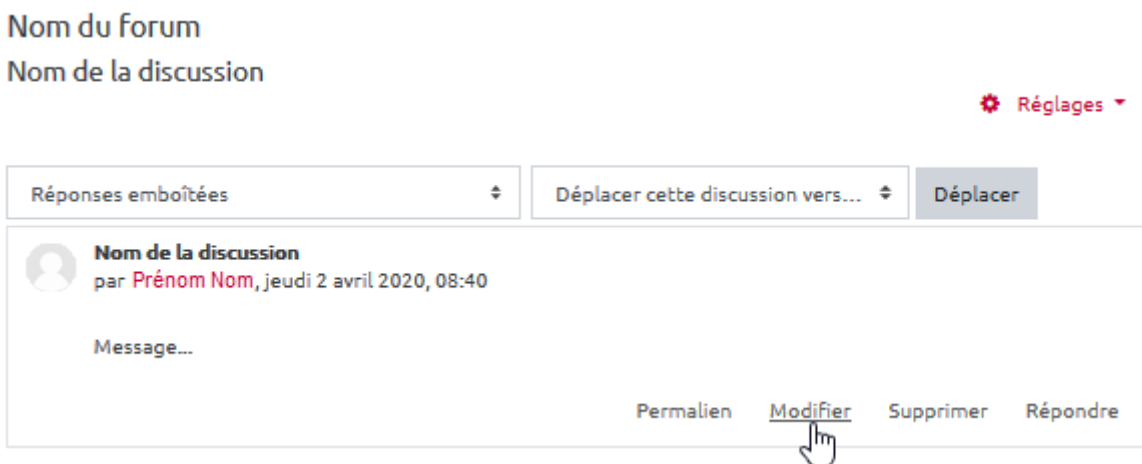 Nom du forum
Nom de la discussion
Réglages
Réponses emboîtées
Déplacer cette discussion vers... Déplacer
Nom de la discussion
par Prénom Nom, jeudi 2 avril 2020, 08:40
Message...
Permalien Modifier Supprimer Répondre